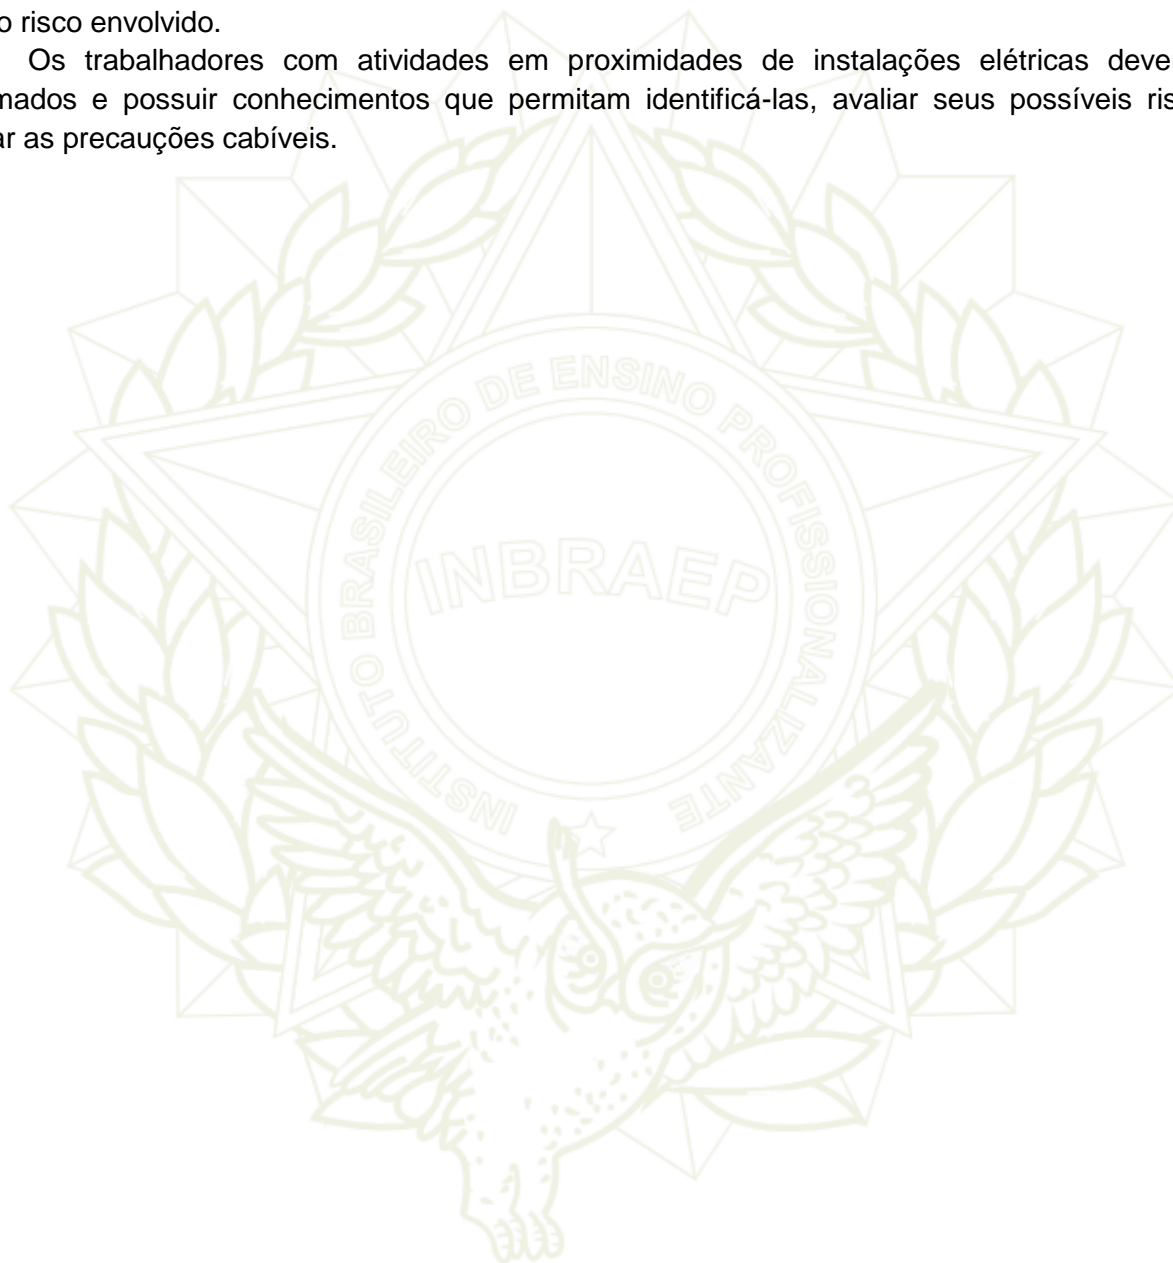 o risco envolvido.
Os trabalhadores com atividades em proximidades de instalações elétricas deve
mados e possuir conhecimentos que permitam identificá-las, avaliar seus possíveis ris
ar as precauções cabíveis.
INSTITUTO BRASILEIRO DE ENSINO PROFISSIONALIZANTE
INBRAEP